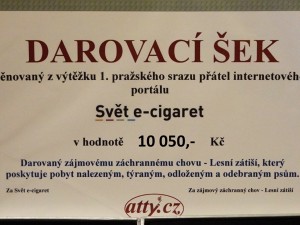 DAROVACÍ ŠEK
ěnovaný z výtěžku 1. pražského srazu přátel internetového
portálu
Svět e-cigaret
v hodnotě 10 050,- Kč
Darovaný zájmovému záchrannému chovu - Lesní zátiší, který
poskytuje pobyt nalezeným, týraným, odloženým a odebraným psům.
Za Svět e-cigaret
Za zájmový záchranný chov - Lesní zátiší
atty.cz